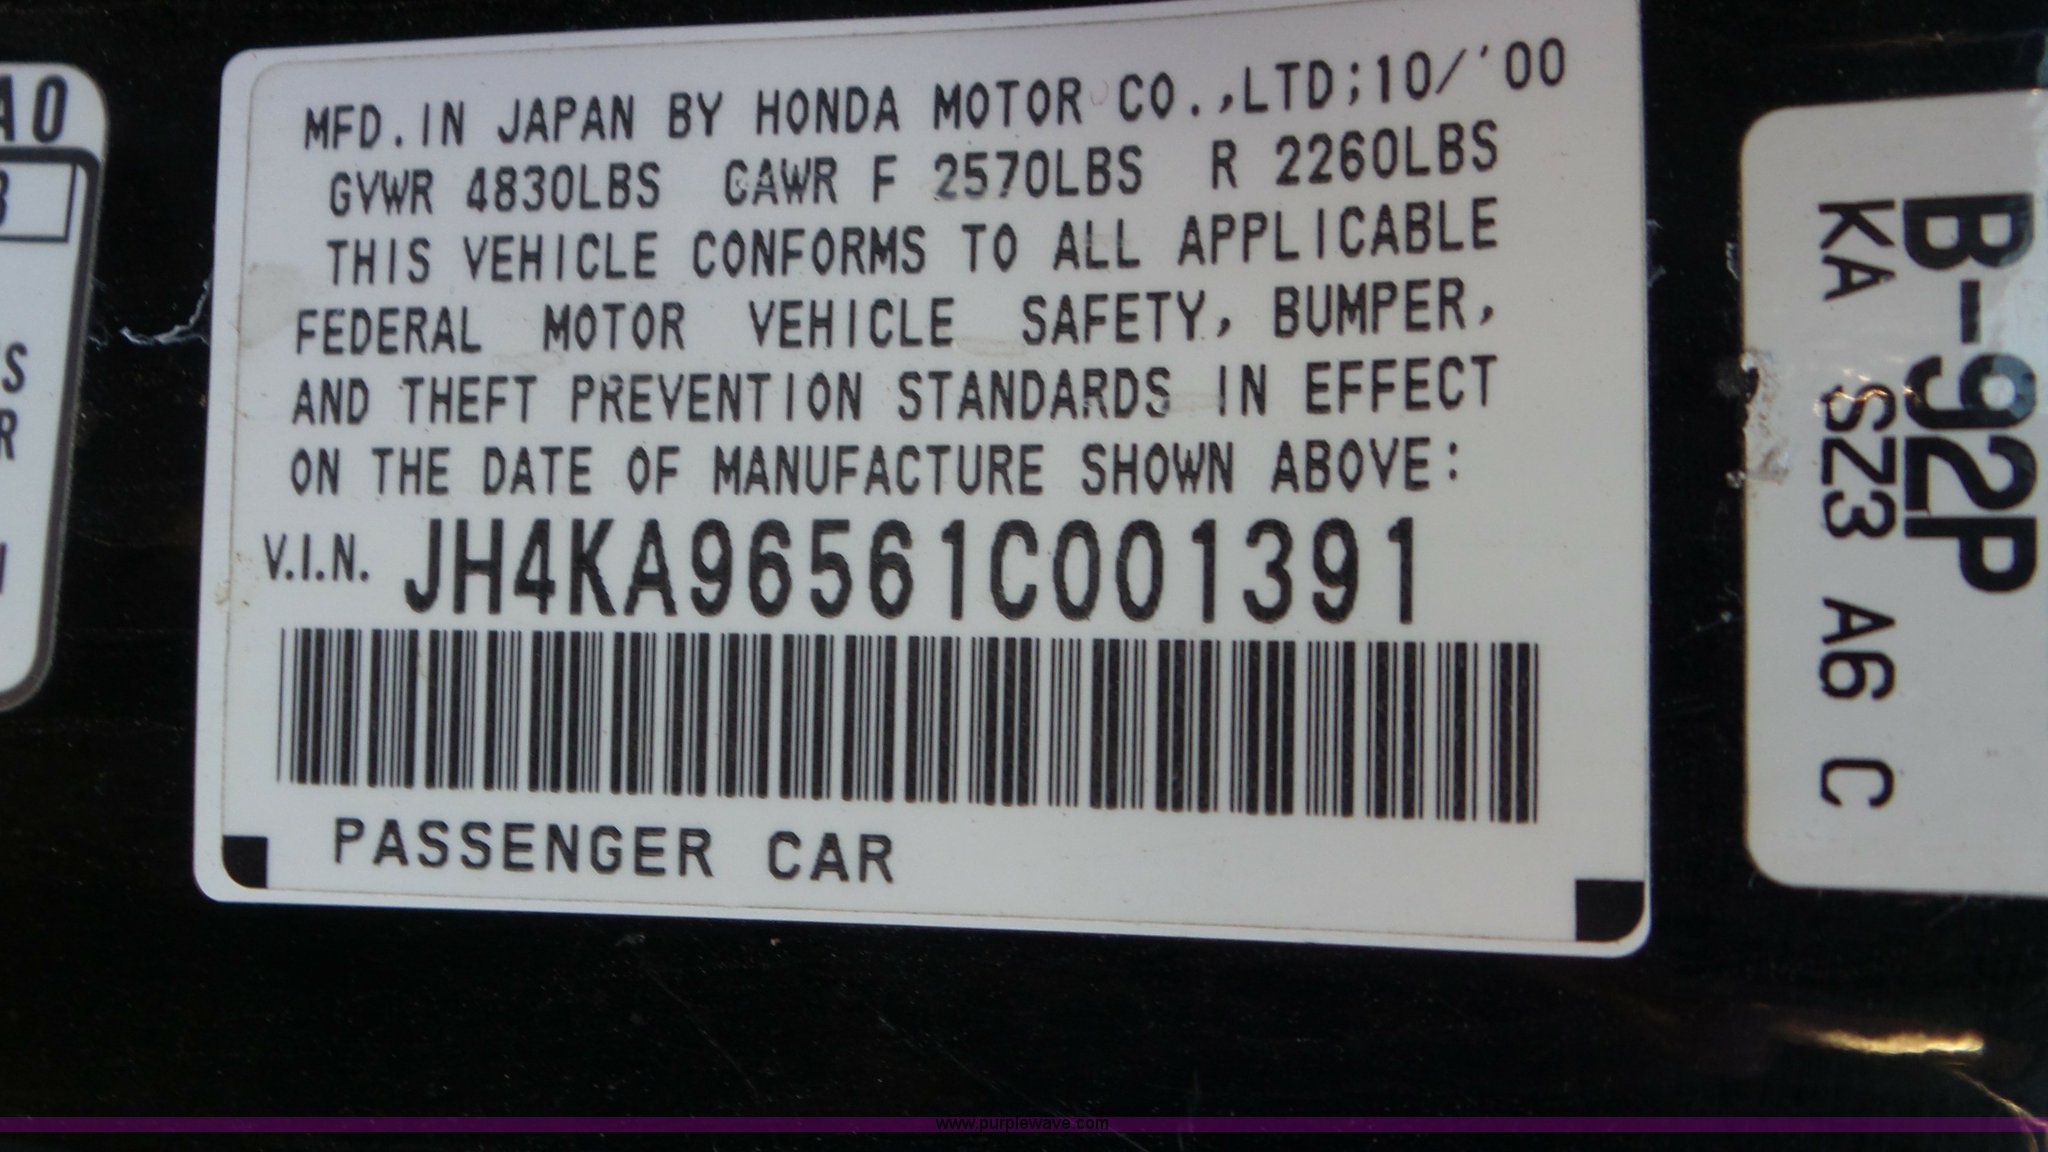 A0
3
S
R
MFD.IN JAPAN BY HONDA MOTOR CO.,LTD;10/'00
GVWR 4830LBS GAWR F 2570LBS R 2260LBS
THIS VEHICLE CONFORMS TO ALL APPLICABLE
FEDERAL MOTOR VEHICLE SAFETY, BUMPER,
AND THEFT PREVENTION STANDARDS IN EFFECT
ON THE DATE OF MANUFACTURE SHOWN ABOVE:
V.I.N. JH4KA96561C001391
PASSENGER CAR
B-92P
KA SZ3 A6 C
www.purplewave.com